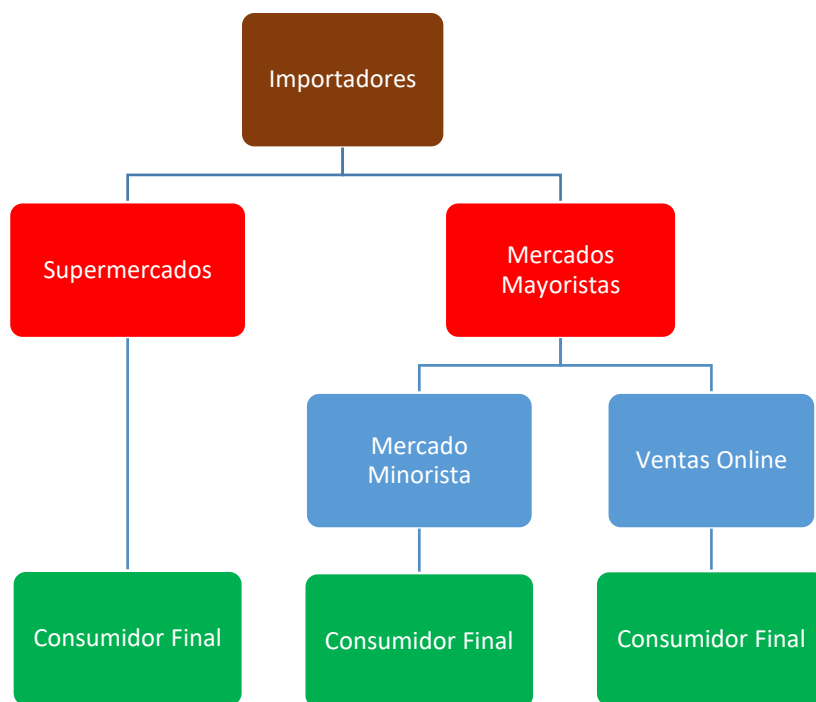 Importadores
Supermercados
Mercados
Mayoristas
Mercado
Minorista
Ventas Online
Consumidor Final
Consumidor Final
Consumidor Final